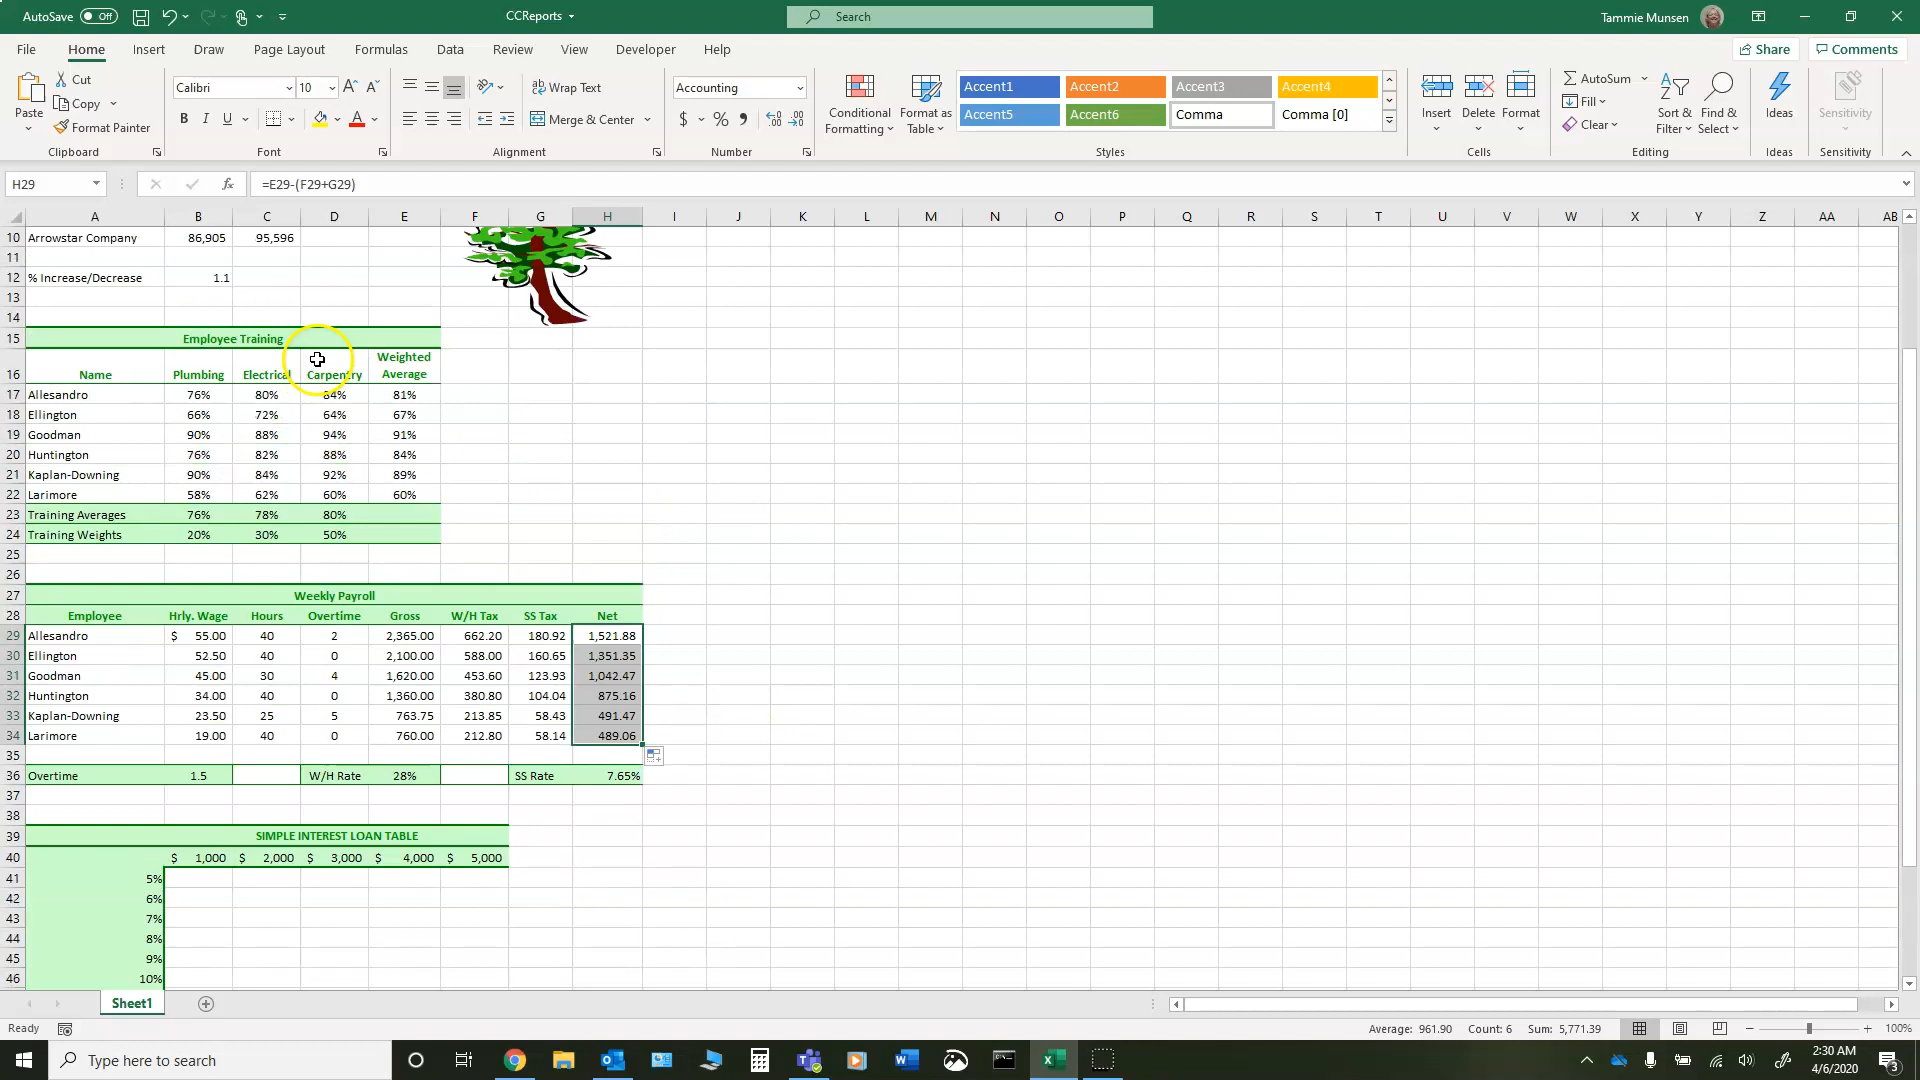 AutoSave Off CCReports Search Tammie Munsen
File Home Insert Draw Page Layout Formulas Data Review View Developer Help Share Comments
Cut
Copy
Format Painter
Paste
Clipboard
Calibri 10
B I U
Font
Wrap Text
Merge & Center
Alignment
Accounting
$ % 9
Number
Conditional Formatting
Format as Table
Accent1 Accent2 Accent3 Accent4
Accent5 Accent6 Comma Comma [0]
Styles
Insert Delete Format
Cells
AutoSum
Fill
Clear
Sort & Filter
Find & Select
Editing
Ideas
Ideas
Sensitivity
Sensitivity
H29 fx =E29-(F29+G29)
A B C D E F G H I J K L M N O P Q R S T U V W X Y Z AA AB
10 Arrowstar Company 86,905 95,596
11
12 % Increase/Decrease 1.1
13
14
15 Employee Training
16 Name Plumbing Electrical Carpentry Weighted Average
17 Allesandro 76% 80% 84% 81%
18 Ellington 66% 72% 64% 67%
19 Goodman 90% 88% 94% 91%
20 Huntington 76% 82% 88% 84%
21 Kaplan-Downing 90% 84% 92% 89%
22 Larimore 58% 62% 60% 60%
23 Training Averages 76% 78% 80%
24 Training Weights 20% 30% 50%
25
26
27 Weekly Payroll
28 Employee Hrly. Wage Hours Overtime Gross W/H Tax SS Tax Net
29 Allesandro $ 55.00 40 2 2,365.00 662.20 180.92 1,521.88
30 Ellington 52.50 40 0 2,100.00 588.00 160.65 1,351.35
31 Goodman 45.00 30 4 1,620.00 453.60 123.93 1,042.47
32 Huntington 34.00 40 0 1,360.00 380.80 104.04 875.16
33 Kaplan-Downing 23.50 25 5 763.75 213.85 58.43 491.47
34 Larimore 19.00 40 0 760.00 212.80 58.14 489.06
35
36 Overtime 1.5 W/H Rate 28% SS Rate 7.65%
37
38
39 SIMPLE INTEREST LOAN TABLE
40 $ 1,000 $ 2,000 $ 3,000 $ 4,000 $ 5,000
41 5%
42 6%
43 7%
44 8%
45 9%
46 10%
Sheet1
Ready Average: 961.90 Count: 6 Sum: 5,771.39 100%
Type here to search
2:30 AM
4/6/2020
3